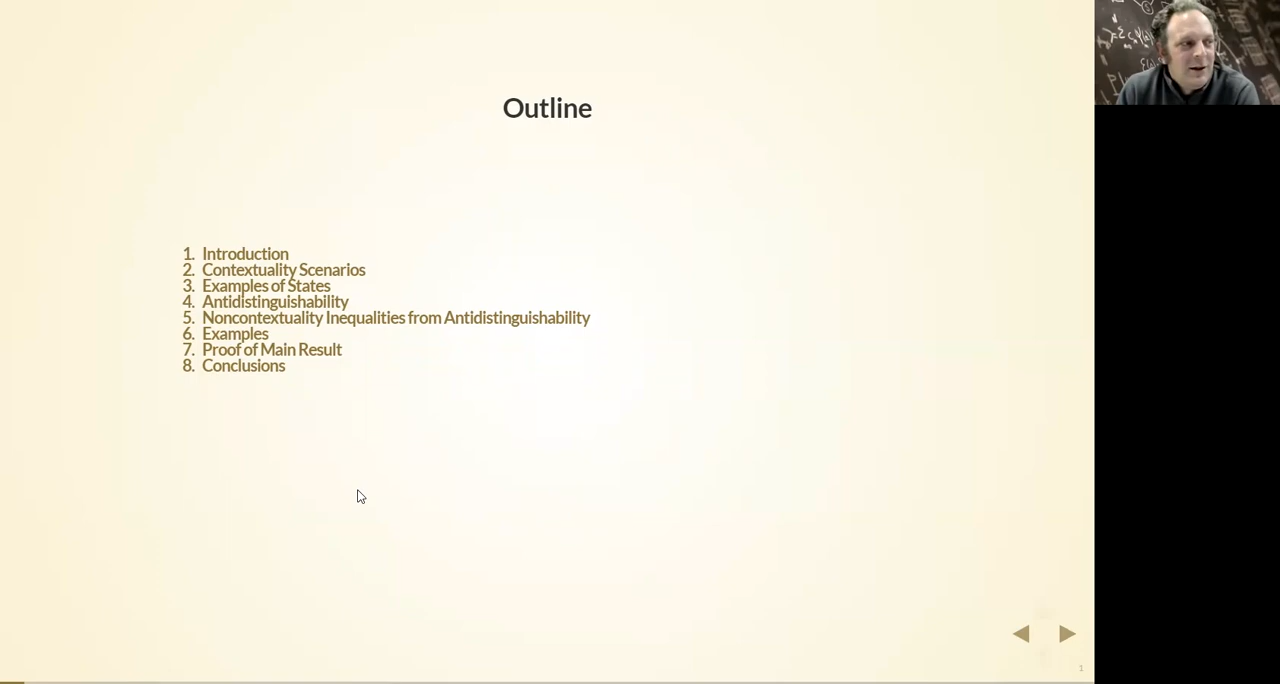 Outline
1. Introduction
2. Contextuality Scenarios
3. Examples of States
4. Antidistinguishability
5. Noncontextuality Inequalities from Antidistinguishability
6. Examples
7. Proof of Main Result
8. Conclusions
1